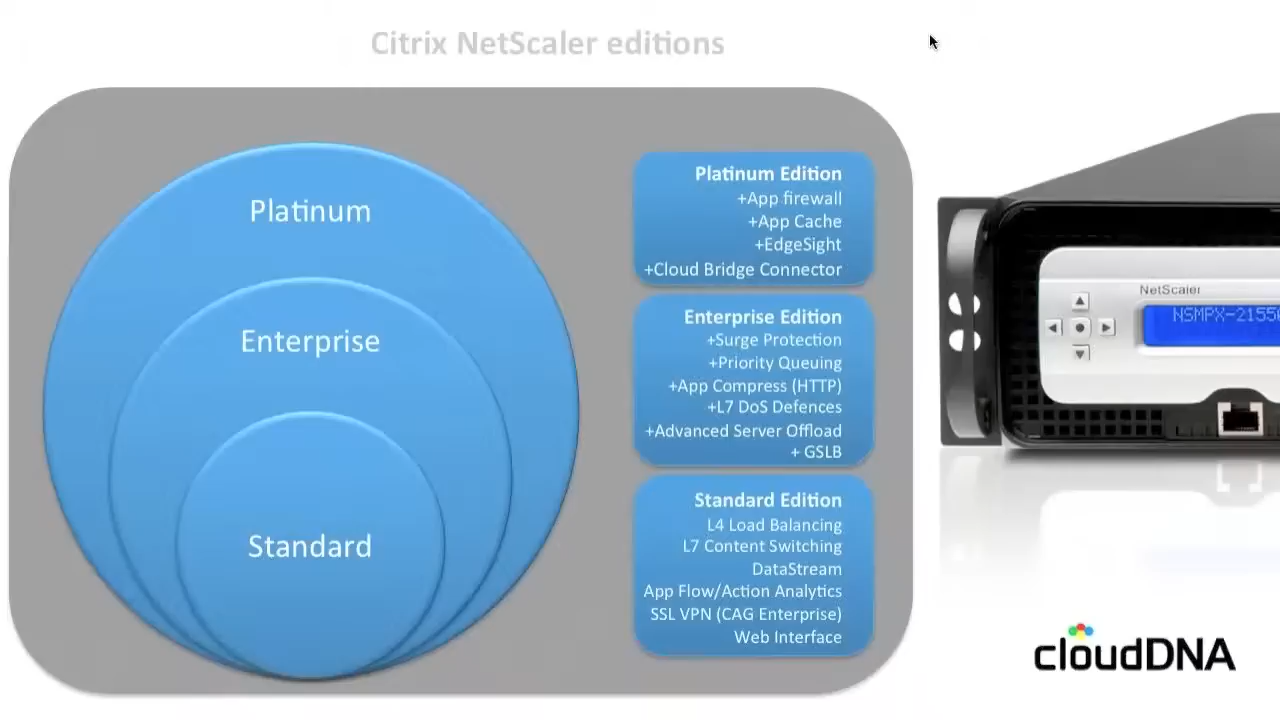 Citrix NetScaler editions
Platinum
Enterprise
Standard
Platinum Edition
+App firewall
+App Cache
+EdgeSight
+Cloud Bridge Connector
Enterprise Edition
+Surge Protection
+Priority Queuing
+App Compress (HTTP)
+L7 DoS Defences
+Advanced Server Offload
+ GSLB
Standard Edition
L4 Load Balancing
L7 Content Switching
DataStream
App Flow/Action Analytics
SSL VPN (CAG Enterprise)
Web Interface
NetScaler
NSMPX-2155
cloudDNA